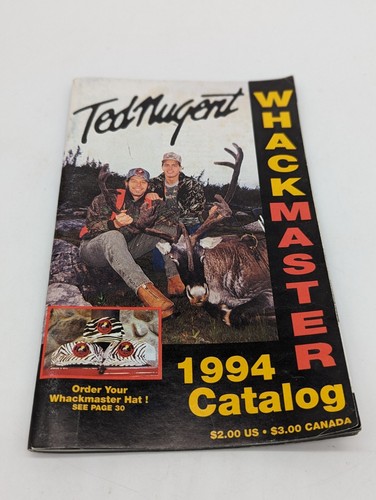 Ted Nugent
WHACKMASTER
1994
Catalog
Order Your
Whackmaster Hat !
SEE PAGE 30
$2.00 US • $3.00 CANADA